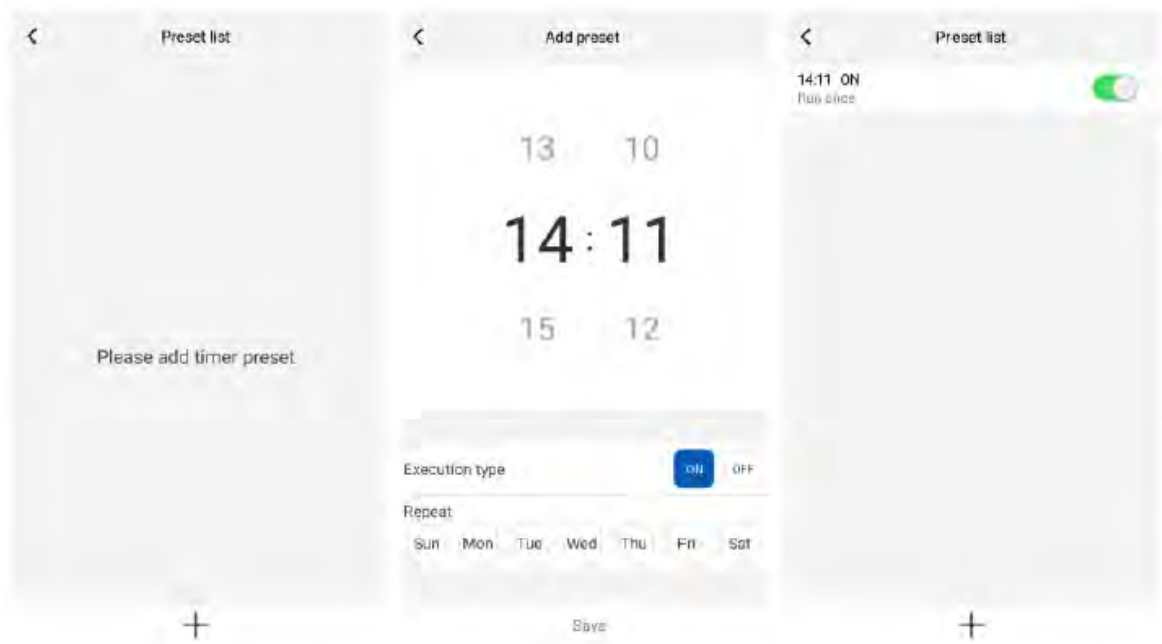 Preset list
Please add timer preset
+
Add preset
13 10
14 : 11
15 12
Execution type ON OFF
Repeat
Sun Mon Tue Wed Thu Fri Sat
Save
Preset list
14:11 ON
Run once
+